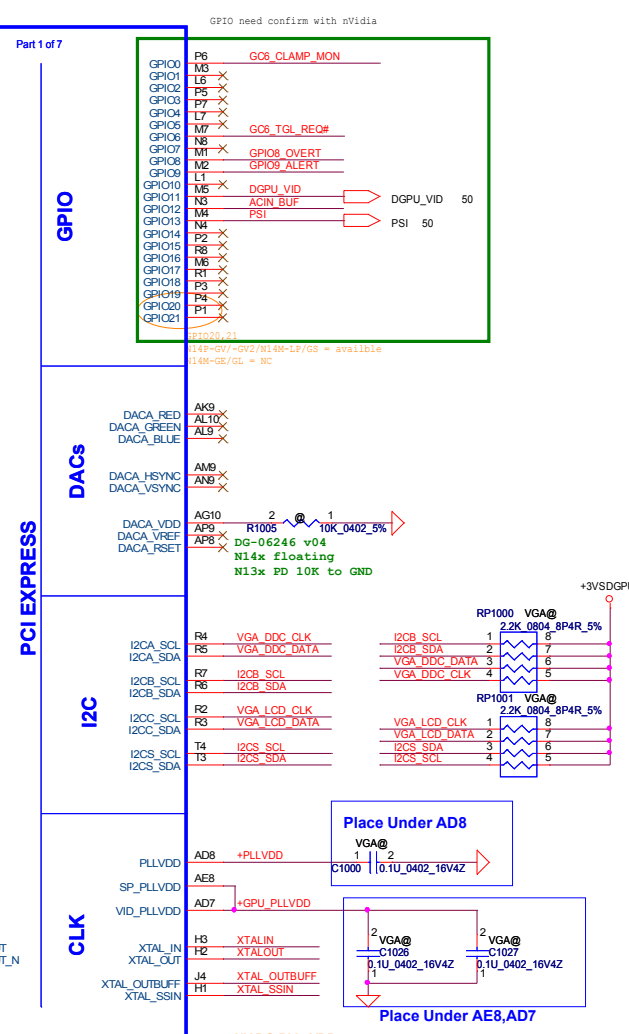 GPIO need confirm with nVidia
Part 1 of 7
GPIO
GPIO0 P6 GC6_CLAMP_MON
GPIO1 M3
GPIO2 L6
GPIO3 P5
GPIO4 P7
GPIO5 L7
GPIO6 M7 GC6_TGL_REQ#
GPIO7 N8
GPIO8 M1 GPIO8_OVERT
GPIO9 M2 GPIO9_ALERT
GPIO10 L1
GPIO11 M5 DGPU_VID DGPU_VID 50
GPIO12 N3 ACIN_BUF
GPIO13 M4 PSI PSI 50
GPIO14 N4
GPIO15 P2
GPIO16 R8
GPIO17 M6
GPIO18 R1
GPIO19 P3
GPIO20 P4
GPIO21 P1
GPIO20,21
N14P-GV/-GV2/N14M-LP/GS = availble
N14M-GE/GL = NC
PCI EXPRESS
DACs
DACA_RED AK9
DACA_GREEN AL10
DACA_BLUE AL9
DACA_HSYNC AM9
DACA_VSYNC AN9
DACA_VDD AG10 2 @ 1
R1005 10K_0402_5%
DACA_VREF AP9
DACA_RSET AP8
DG-06246 v04
N14x floating
N13x PD 10K to GND
+3VSDGPU
I2C
I2CA_SCL R4 VGA_DDC_CLK
I2CA_SDA R5 VGA_DDC_DATA
I2CB_SCL R7 I2CB_SCL
I2CB_SDA R6 I2CB_SDA
I2CC_SCL R2 VGA_LCD_CLK
I2CC_SDA R3 VGA_LCD_DATA
I2CS_SCL T4 I2CS_SCL
I2CS_SDA T3 I2CS_SDA
RP1000 VGA@
2.2K_0804_8P4R_5%
I2CB_SCL 1 8
I2CB_SDA 2 7
VGA_DDC_DATA 3 6
VGA_DDC_CLK 4 5
RP1001 VGA@
2.2K_0804_8P4R_5%
VGA_LCD_CLK 1 8
VGA_LCD_DATA 2 7
I2CS_SDA 3 6
I2CS_SCL 4 5
CLK
Place Under AD8
VGA@
PLLVDD AD8 +PLLVDD 1 2
C1000 0.1U_0402_16V4Z
SP_PLLVDD AE8
VID_PLLVDD AD7 +GPU_PLLVDD
XTAL_IN H3 XTALIN
XTAL_OUT H2 XTALOUT
XTAL_OUTBUFF J4 XTAL_OUTBUFF
XTAL_SSIN H1 XTAL_SSIN
2 VGA@ 2 VGA@
C1026 C1027
0.1U_0402_16V4Z 0.1U_0402_16V4Z
1 1
Place Under AE8,AD7
T
T_N